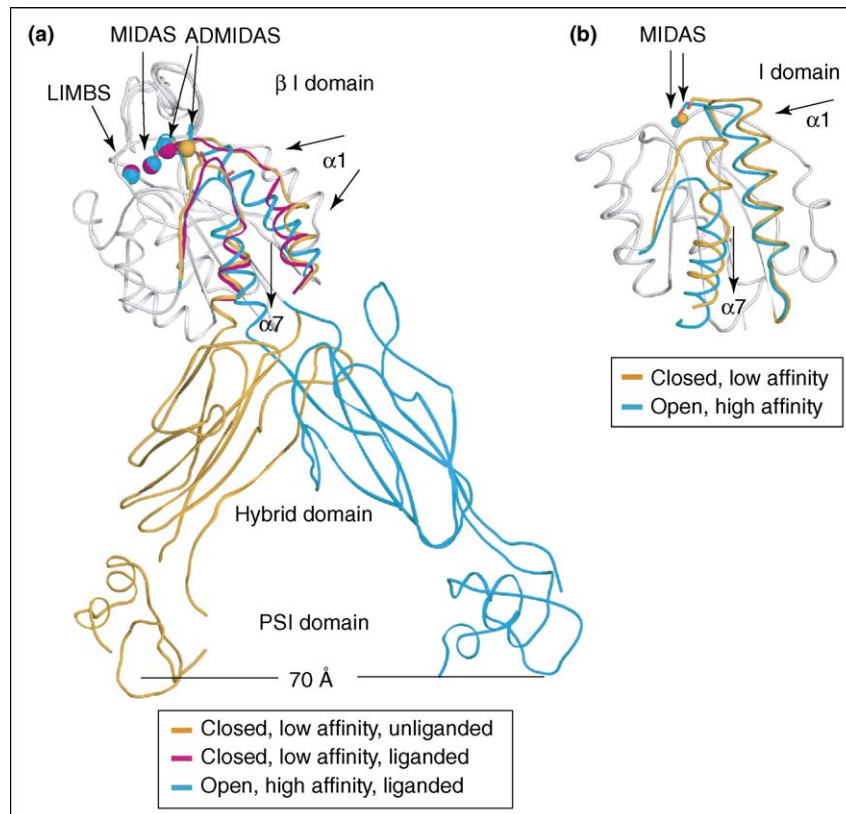 (a)
MIDAS
ADMIDAS
LIMBS
β I domain
α1
α7
Hybrid domain
PSI domain
70 Å
Closed, low affinity, unliganded
Closed, low affinity, liganded
Open, high affinity, liganded
(b)
MIDAS
I domain
α1
α7
Closed, low affinity
Open, high affinity